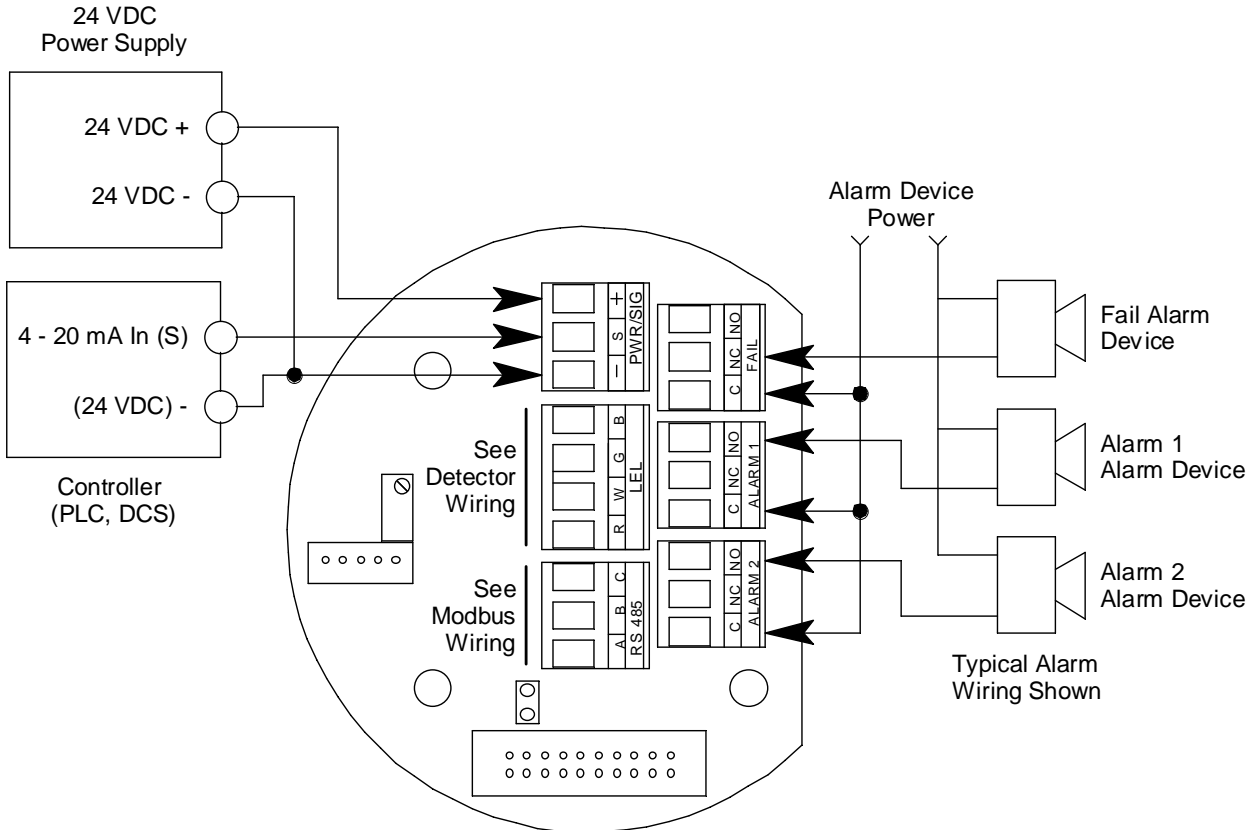 24 VDC
Power Supply
24 VDC +
24 VDC -
4 - 20 mA In (S)
(24 VDC) -
Controller
(PLC, DCS)
+
S
−
PWR/SIG
See
Detector
Wiring
B
G
W
R
LEL
See
Modbus
Wiring
C
B
A
RS 485
NO
NC
C
FAIL
NO
NC
C
ALARM 1
NO
NC
C
ALARM 2
Alarm Device
Power
Fail Alarm
Device
Alarm 1
Alarm Device
Alarm 2
Alarm Device
Typical Alarm
Wiring Shown